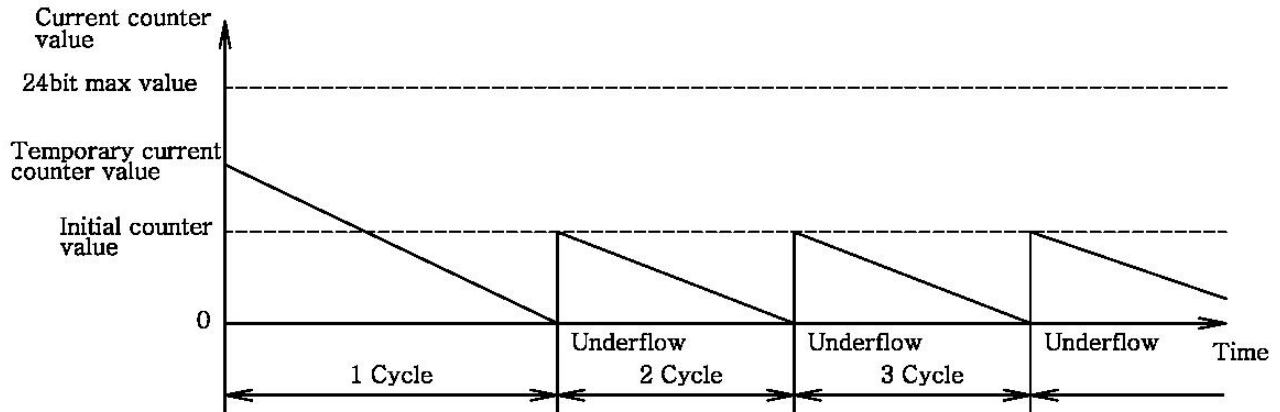 Current counter
value
24bit max value
Temporary current
counter value
Initial counter
value
0
Underflow
Underflow
Underflow
Time
1 Cycle
2 Cycle
3 Cycle